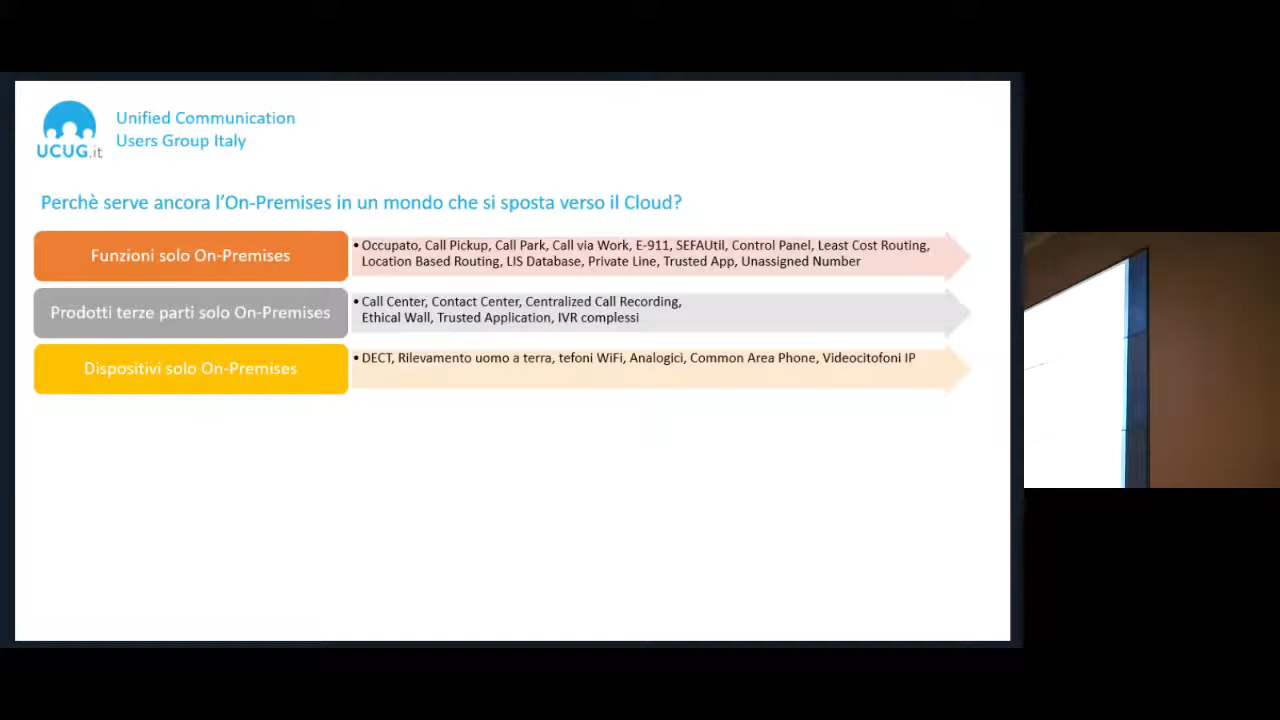 Unified Communication
Users Group Italy
UCUG.it
Perchè serve ancora l'On-Premises in un mondo che si sposta verso il Cloud?
Funzioni solo On-Premises
• Occupato, Call Pickup, Call Park, Call via Work, E-911, SEFAUtil, Control Panel, Least Cost Routing,
Location Based Routing, LIS Database, Private Line, Trusted App, Unassigned Number
Prodotti terze parti solo On-Premises
• Call Center, Contact Center, Centralized Call Recording,
Ethical Wall, Trusted Application, IVR complessi
Dispositivi solo On-Premises
• DECT, Rilevamento uomo a terra, tefoni WiFi, Analogici, Common Area Phone, Videocitofoni IP